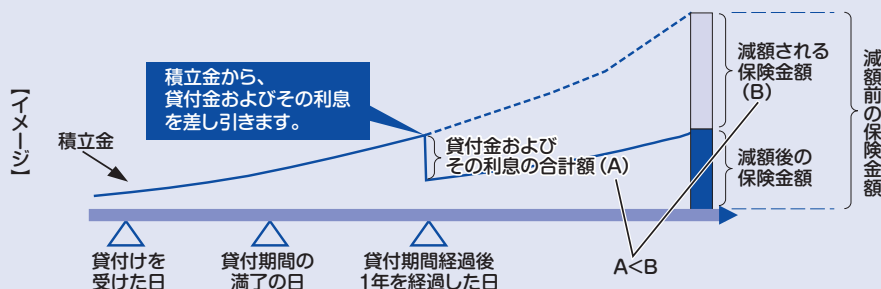 【イメージ】
積立金
積立金から、
貸付金およびその利息
を差し引きます。
貸付金および
その利息の合計額（A）
減額される
保険金額
（B）
減額後の
保険金額
減額前の保険金額
貸付けを
受けた日
貸付期間の
満了の日
貸付期間経過後
1年を経過した日
A<B